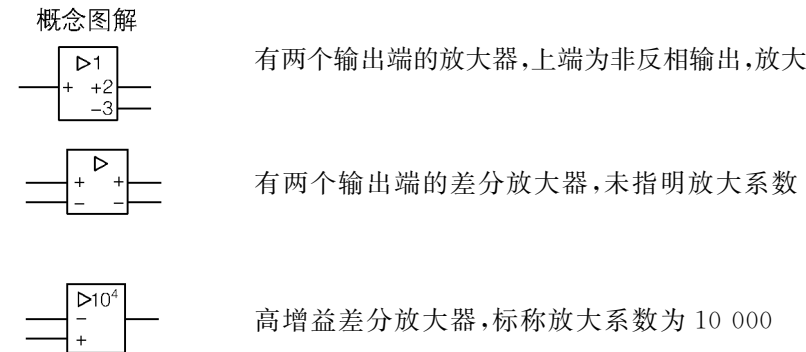 概念图解
▷1
+ +2
−3
有两个输出端的放大器,上端为非反相输出,放大
▷
+ +
− −
有两个输出端的差分放大器,未指明放大系数
▷10⁴
−
+
高增益差分放大器,标称放大系数为 10 000